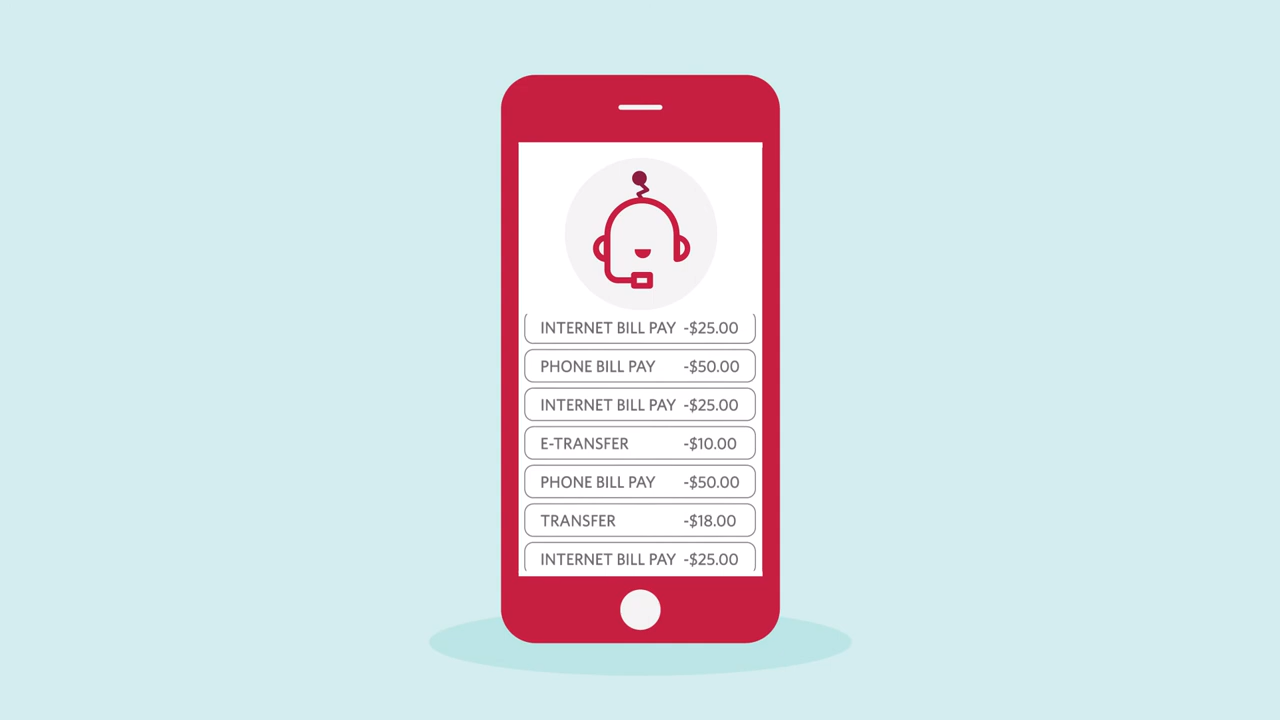 INTERNET BILL PAY -$25.00
PHONE BILL PAY -$50.00
INTERNET BILL PAY -$25.00
E-TRANSFER -$10.00
PHONE BILL PAY -$50.00
TRANSFER -$18.00
INTERNET BILL PAY -$25.00